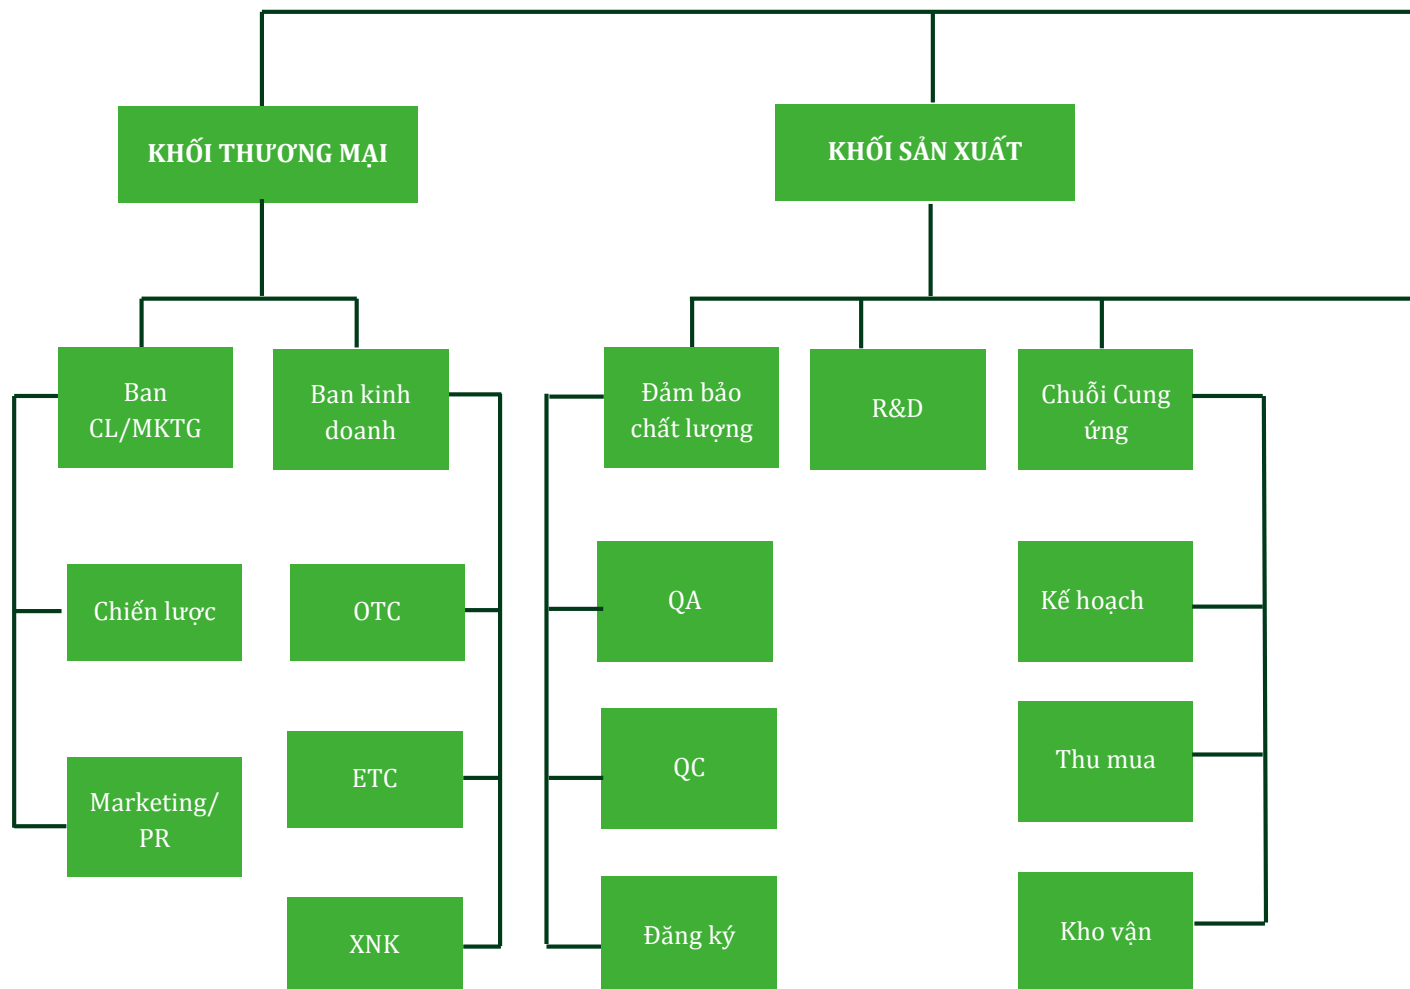 KHỐI THƯƠNG MẠI
KHỐI SẢN XUẤT
Ban
CL/MKTG
Ban kinh
doanh
Đảm bảo
chất lượng
R&D
Chuỗi Cung
ứng
Chiến lược
OTC
QA
Kế hoạch
Marketing/
PR
ETC
QC
Thu mua
XNK
Đăng ký
Kho vận